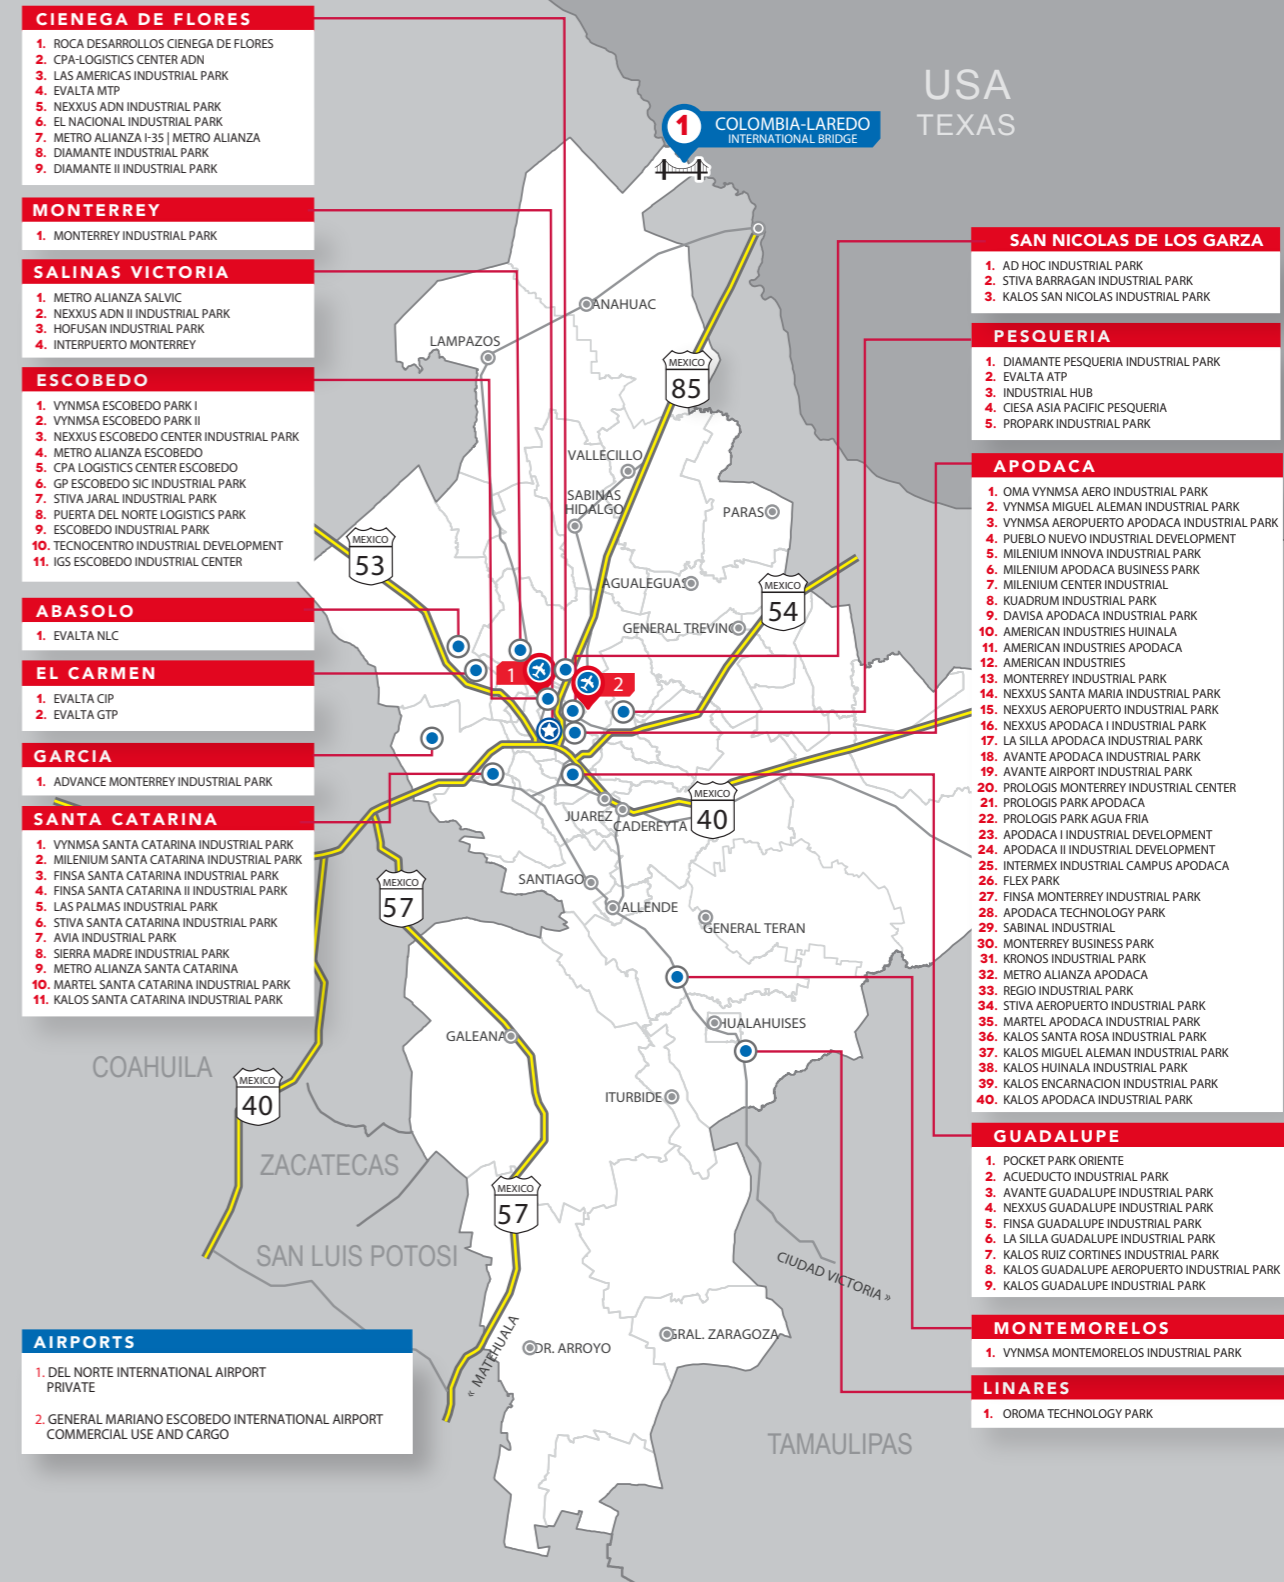 CIENEGA DE FLORES
1. ROCA DESARROLLOS CIENEGA DE FLORES
2. CPA-LOGISTICS CENTER ADN
3. LAS AMERICAS INDUSTRIAL PARK
4. EVALTA MTP
5. NEXXUS ADN INDUSTRIAL PARK
6. EL NACIONAL INDUSTRIAL PARK
7. METRO ALIANZA I-35 | METRO ALIANZA
8. DIAMANTE INDUSTRIAL PARK
9. DIAMANTE II INDUSTRIAL PARK
MONTERREY
1. MONTERREY INDUSTRIAL PARK
SALINAS VICTORIA
1. METRO ALIANZA SALVIC
2. NEXXUS ADN II INDUSTRIAL PARK
3. HOFUSAN INDUSTRIAL PARK
4. INTERPUERTO MONTERREY
ESCOBEDO
1. VYNMSA ESCOBEDO PARK I
2. VYNMSA ESCOBEDO PARK II
3. NEXXUS ESCOBEDO CENTER INDUSTRIAL PARK
4. METRO ALIANZA ESCOBEDO
5. CPA LOGISTICS CENTER ESCOBEDO
6. GP ESCOBEDO SIC INDUSTRIAL PARK
7. STIVA JARAL INDUSTRIAL PARK
8. PUERTA DEL NORTE LOGISTICS PARK
9. ESCOBEDO INDUSTRIAL PARK
10. TECNOCENTRO INDUSTRIAL DEVELOPMENT
11. IGS ESCOBEDO INDUSTRIAL CENTER
ABASOLO
1. EVALTA NLC
EL CARMEN
1. EVALTA CIP
2. EVALTA GTP
GARCIA
1. ADVANCE MONTERREY INDUSTRIAL PARK
SANTA CATARINA
1. VYNMSA SANTA CATARINA INDUSTRIAL PARK
2. MILENIUM SANTA CATARINA INDUSTRIAL PARK
3. FINSA SANTA CATARINA INDUSTRIAL PARK
4. FINSA SANTA CATARINA II INDUSTRIAL PARK
5. LAS PALMAS INDUSTRIAL PARK
6. STIVA SANTA CATARINA INDUSTRIAL PARK
7. AVIA INDUSTRIAL PARK
8. SIERRA MADRE INDUSTRIAL PARK
9. METRO ALIANZA SANTA CATARINA
10. MARTEL SANTA CATARINA INDUSTRIAL PARK
11. KALOS SANTA CATARINA INDUSTRIAL PARK
AIRPORTS
1. DEL NORTE INTERNATIONAL AIRPORT
PRIVATE
2. GENERAL MARIANO ESCOBEDO INTERNATIONAL AIRPORT
COMMERCIAL USE AND CARGO
USA
TEXAS
1
COLOMBIA-LAREDO
INTERNATIONAL BRIDGE
ANAHUAC
LAMPAZOS
MEXICO
85
VALLECILLO
SABINAS
HIDALGO
PARAS
MEXICO
53
AGUALEGUAS
MEXICO
54
GENERAL TREVINO
1
2
JUAREZ
CADEREYTA
MEXICO
40
SANTIAGO
MEXICO
57
ALLENDE
GENERAL TERAN
HUALAHUISES
GALEANA
COAHUILA
MEXICO
40
ITURBIDE
ZACATECAS
MEXICO
57
SAN LUIS POTOSI
CIUDAD VICTORIA »
GRAL. ZARAGOZA
DR. ARROYO
« MATEHUALA
TAMAULIPAS
SAN NICOLAS DE LOS GARZA
1. AD HOC INDUSTRIAL PARK
2. STIVA BARRAGAN INDUSTRIAL PARK
3. KALOS SAN NICOLAS INDUSTRIAL PARK
PESQUERIA
1. DIAMANTE PESQUERIA INDUSTRIAL PARK
2. EVALTA ATP
3. INDUSTRIAL HUB
4. CIESA ASIA PACIFIC PESQUERIA
5. PROPARK INDUSTRIAL PARK
APODACA
1. OMA VYNMSA AERO INDUSTRIAL PARK
2. VYNMSA MIGUEL ALEMAN INDUSTRIAL PARK
3. VYNMSA AEROPUERTO APODACA INDUSTRIAL PARK
4. PUEBLO NUEVO INDUSTRIAL DEVELOPMENT
5. MILENIUM INNOVA INDUSTRIAL PARK
6. MILENIUM APODACA BUSINESS PARK
7. MILENIUM CENTER INDUSTRIAL
8. KUADRUM INDUSTRIAL PARK
9. DAVISA APODACA INDUSTRIAL PARK
10. AMERICAN INDUSTRIES HUINALA
11. AMERICAN INDUSTRIES APODACA
12. AMERICAN INDUSTRIES
13. MONTERREY INDUSTRIAL PARK
14. NEXXUS SANTA MARIA INDUSTRIAL PARK
15. NEXXUS AEROPUERTO INDUSTRIAL PARK
16. NEXXUS APODACA I INDUSTRIAL PARK
17. LA SILLA APODACA INDUSTRIAL PARK
18. AVANTE APODACA INDUSTRIAL PARK
19. AVANTE AIRPORT INDUSTRIAL PARK
20. PROLOGIS MONTERREY INDUSTRIAL CENTER
21. PROLOGIS PARK APODACA
22. PROLOGIS PARK AGUA FRIA
23. APODACA I INDUSTRIAL DEVELOPMENT
24. APODACA II INDUSTRIAL DEVELOPMENT
25. INTERMEX INDUSTRIAL CAMPUS APODACA
26. FLEX PARK
27. FINSA MONTERREY INDUSTRIAL PARK
28. APODACA TECHNOLOGY PARK
29. SABINAL INDUSTRIAL
30. MONTERREY BUSINESS PARK
31. KRONOS INDUSTRIAL PARK
32. METRO ALIANZA APODACA
33. REGIO INDUSTRIAL PARK
34. STIVA AEROPUERTO INDUSTRIAL PARK
35. MARTEL APODACA INDUSTRIAL PARK
36. KALOS SANTA ROSA INDUSTRIAL PARK
37. KALOS MIGUEL ALEMAN INDUSTRIAL PARK
38. KALOS HUINALA INDUSTRIAL PARK
39. KALOS ENCARNACION INDUSTRIAL PARK
40. KALOS APODACA INDUSTRIAL PARK
GUADALUPE
1. POCKET PARK ORIENTE
2. ACUEDUCTO INDUSTRIAL PARK
3. AVANTE GUADALUPE INDUSTRIAL PARK
4. NEXXUS GUADALUPE INDUSTRIAL PARK
5. FINSA GUADALUPE INDUSTRIAL PARK
6. LA SILLA GUADALUPE INDUSTRIAL PARK
7. KALOS RUIZ CORTINES INDUSTRIAL PARK
8. KALOS GUADALUPE AEROPUERTO INDUSTRIAL PARK
9. KALOS GUADALUPE INDUSTRIAL PARK
MONTEMORELOS
1. VYNMSA MONTEMORELOS INDUSTRIAL PARK
LINARES
1. OROMA TECHNOLOGY PARK